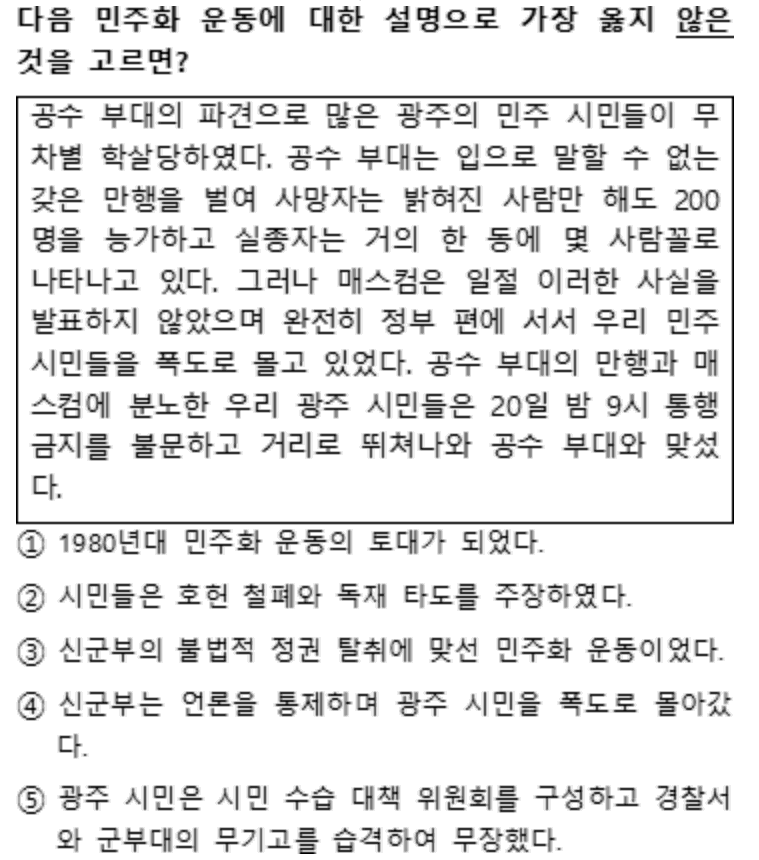 다음 민주화 운동에 대한 설명으로 가장 옳지 않은
것을 고르면?
공수 부대의 파견으로 많은 광주의 민주 시민들이 무
차별 학살당하였다. 공수 부대는 입으로 말할 수 없는
갖은 만행을 벌여 사망자는 밝혀진 사람만 해도 200
명을 능가하고 실종자는 거의 한 동에 몇 사람꼴로
나타나고 있다. 그러나 매스컴은 일절 이러한 사실을
발표하지 않았으며 완전히 정부 편에 서서 우리 민주
시민들을 폭도로 몰고 있었다. 공수 부대의 만행과 매
스컴에 분노한 우리 광주 시민들은 20일 밤 9시 통행
금지를 불문하고 거리로 뛰쳐나와 공수 부대와 맞섰
다.
① 1980년대 민주화 운동의 토대가 되었다.
② 시민들은 호헌 철폐와 독재 타도를 주장하였다.
③ 신군부의 불법적 정권 탈취에 맞선 민주화 운동이었다.
④ 신군부는 언론을 통제하며 광주 시민을 폭도로 몰아갔
다.
⑤ 광주 시민은 시민 수습 대책 위원회를 구성하고 경찰서
와 군부대의 무기고를 습격하여 무장했다.